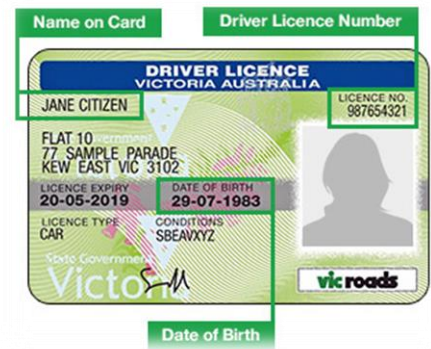 Name on Card
Driver Licence Number
DRIVER LICENCE
VICTORIA AUSTRALIA
JANE CITIZEN
LICENCE NO.
987654321
FLAT 10
77 SAMPLE PARADE
KEW EAST VIC 3102
LICENCE EXPIRY
DATE OF BIRTH
20-05-2019
29-07-1983
LICENCE TYPE
CONDITIONS
CAR
SBEAVXYZ
State Government
Victoria
vic roads
Date of Birth